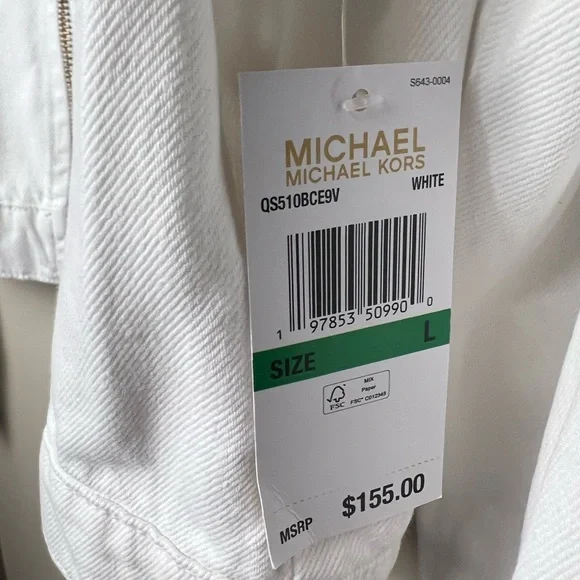 S643-0004
MICHAEL
MICHAEL KORS
QS510BCE9V WHITE
1 97853 50990 0
SIZE L
FSC
MIX
Paper
FSC® C012345
MSRP $155.00